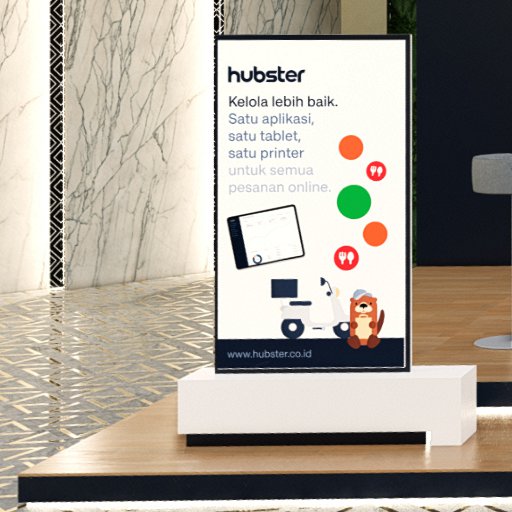 hubster
Kelola lebih baik.
Satu aplikasi,
satu tablet,
satu printer
untuk semua
pesanan online.
www.hubster.co.id